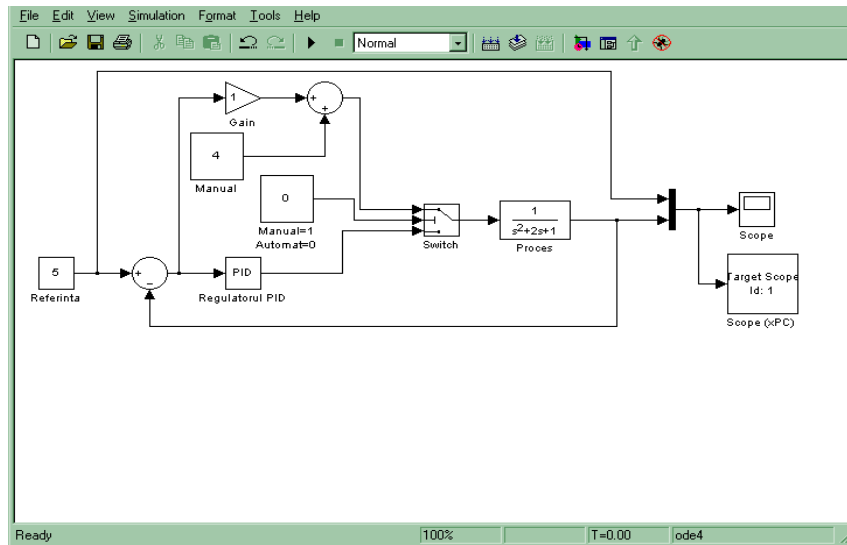 File Edit View Simulation Format Tools Help
Normal
1
+
+
Gain
4
Manual
0
Manual=1
Automat=0
Switch
1
s²+2s+1
Proces
Scope
5
Referinta
+
−
PID
Regulatorul PID
Target Scope
Id: 1
Scope (xPC)
Ready
100%
T=0.00
ode4